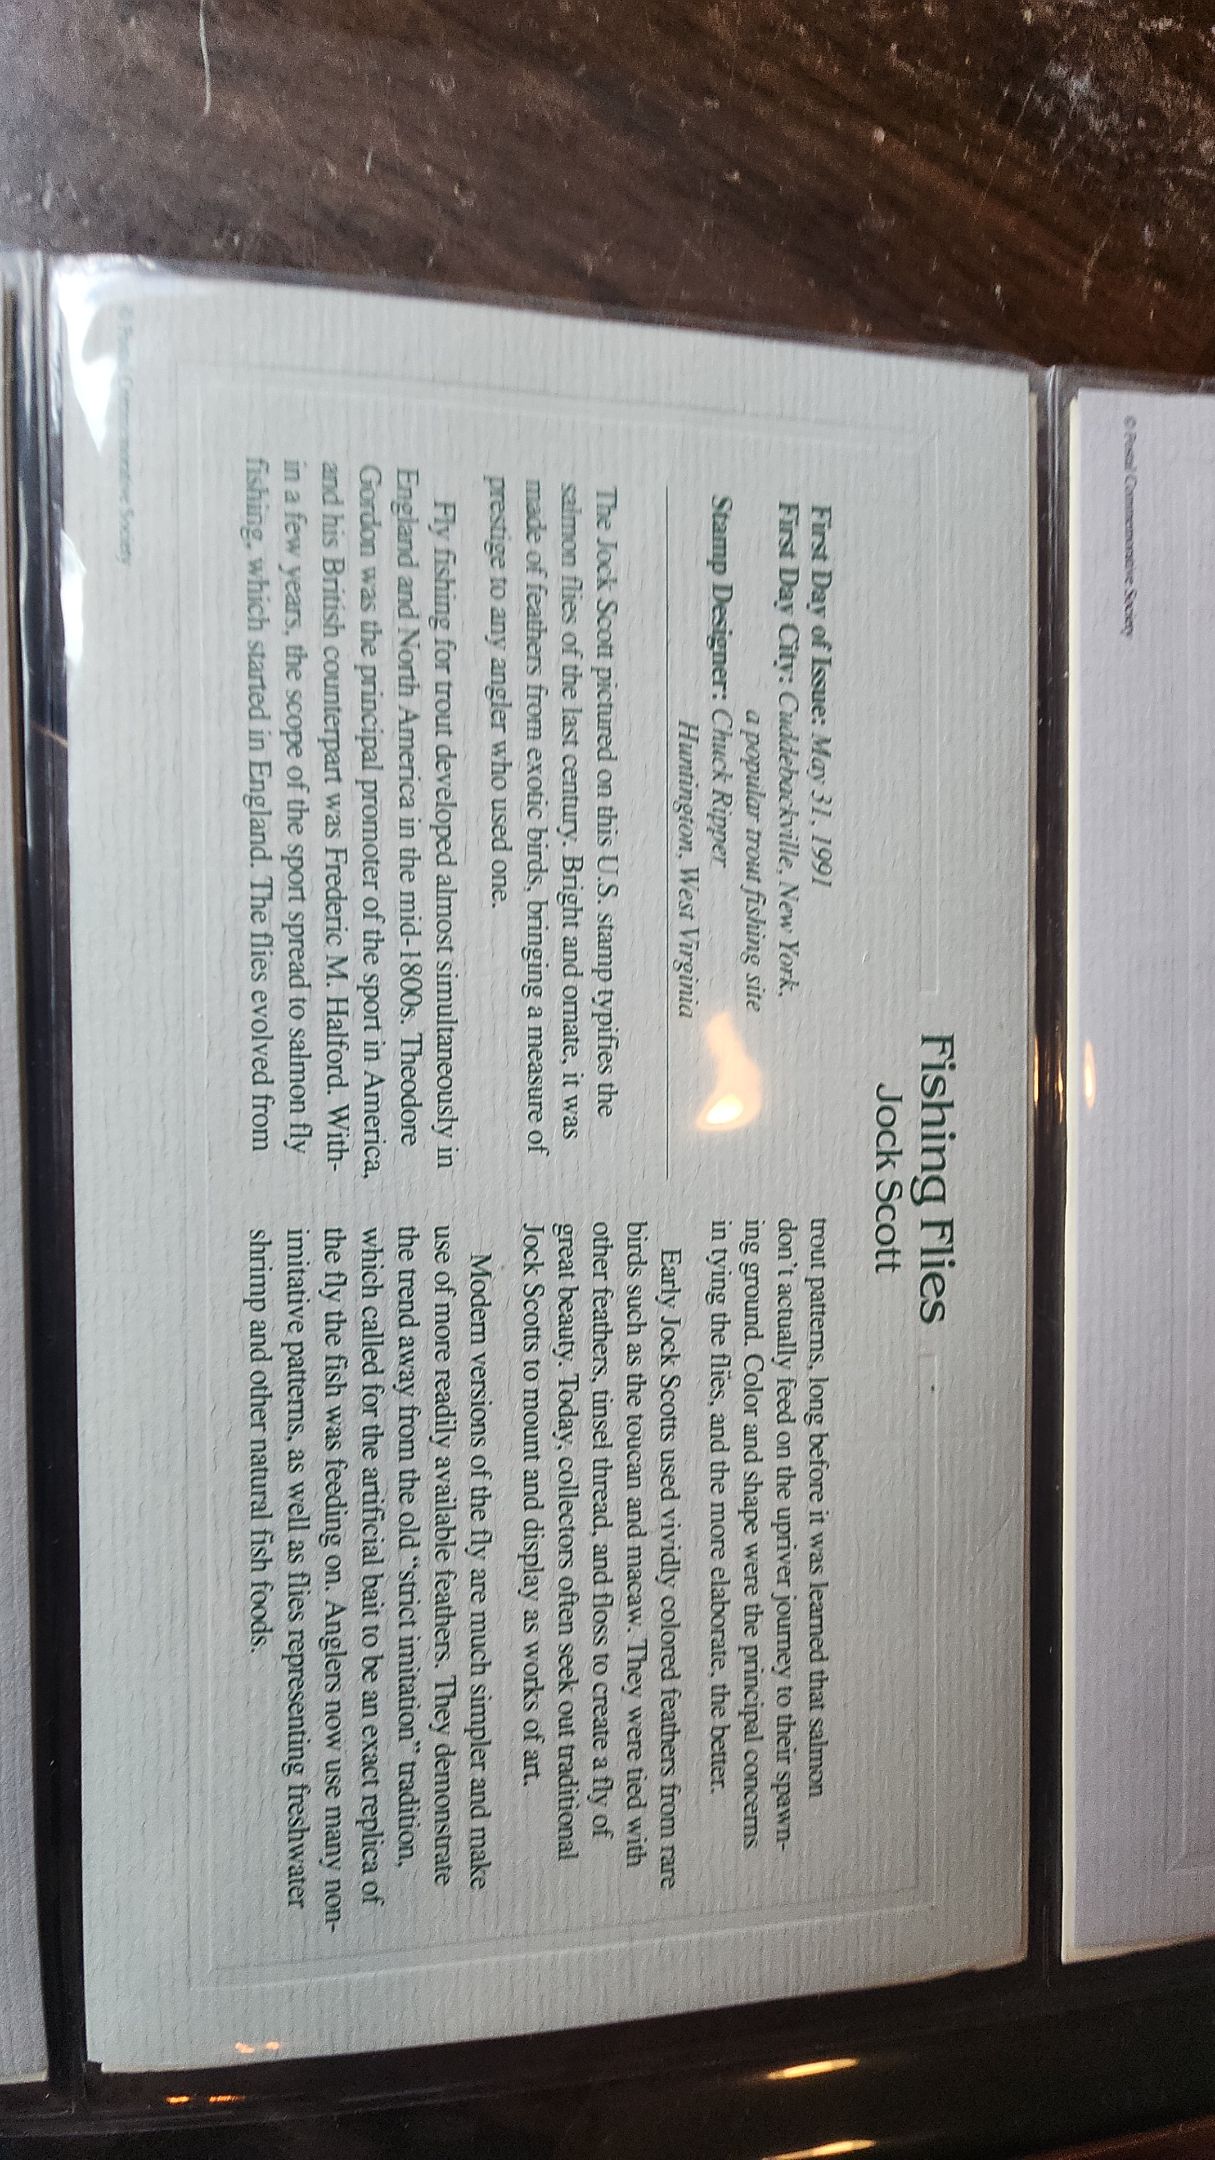 Fishing Flies
Jock Scott
First Day of Issue: May 31, 1991
First Day City: Cuddebackville, New York,
a popular trout fishing site
Stamp Designer: Chuck Ripper
Huntington, West Virginia
The Jock Scott pictured on this U.S. stamp typifies the
salmon flies of the last century. Bright and ornate, it was
made of feathers from exotic birds, bringing a measure of
prestige to any angler who used one.
Fly fishing for trout developed almost simultaneously in
England and North America in the mid-1800s. Theodore
Gordon was the principal promoter of the sport in America,
and his British counterpart was Frederic M. Halford. With-
in a few years, the scope of the sport spread to salmon fly
fishing, which started in England. The flies evolved from
trout patterns, long before it was learned that salmon
don't actually feed on the upriver journey to their spawn-
ing ground. Color and shape were the principal concerns
in tying the flies, and the more elaborate, the better.
Early Jock Scotts used vividly colored feathers from rare
birds such as the toucan and macaw. They were tied with
other feathers, tinsel thread, and floss to create a fly of
great beauty. Today, collectors often seek out traditional
Jock Scotts to mount and display as works of art.
Modern versions of the fly are much simpler and make
use of more readily available feathers. They demonstrate
the trend away from the old "strict imitation" tradition,
which called for the artificial bait to be an exact replica of
the fly the fish was feeding on. Anglers now use many non-
imitative patterns, as well as flies representing freshwater
shrimp and other natural fish foods.
© Postal Commemorative Society
© Postal Commemorative Society